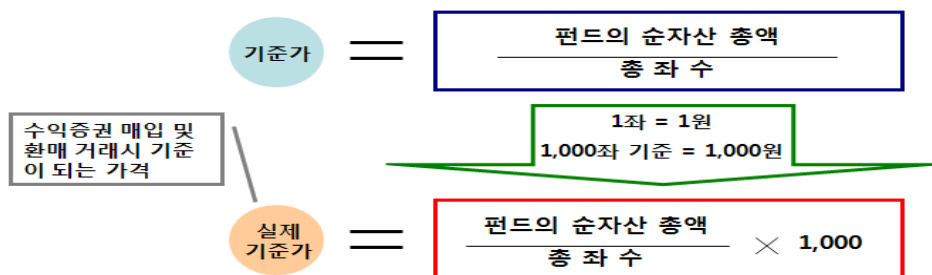 기준가
펀드의 순자산 총액
총 좌 수
수익증권 매입 및
환매 거래시 기준
이 되는 가격
1좌 = 1원
1,000좌 기준 = 1,000원
실제
기준가
펀드의 순자산 총액
총 좌 수
× 1,000